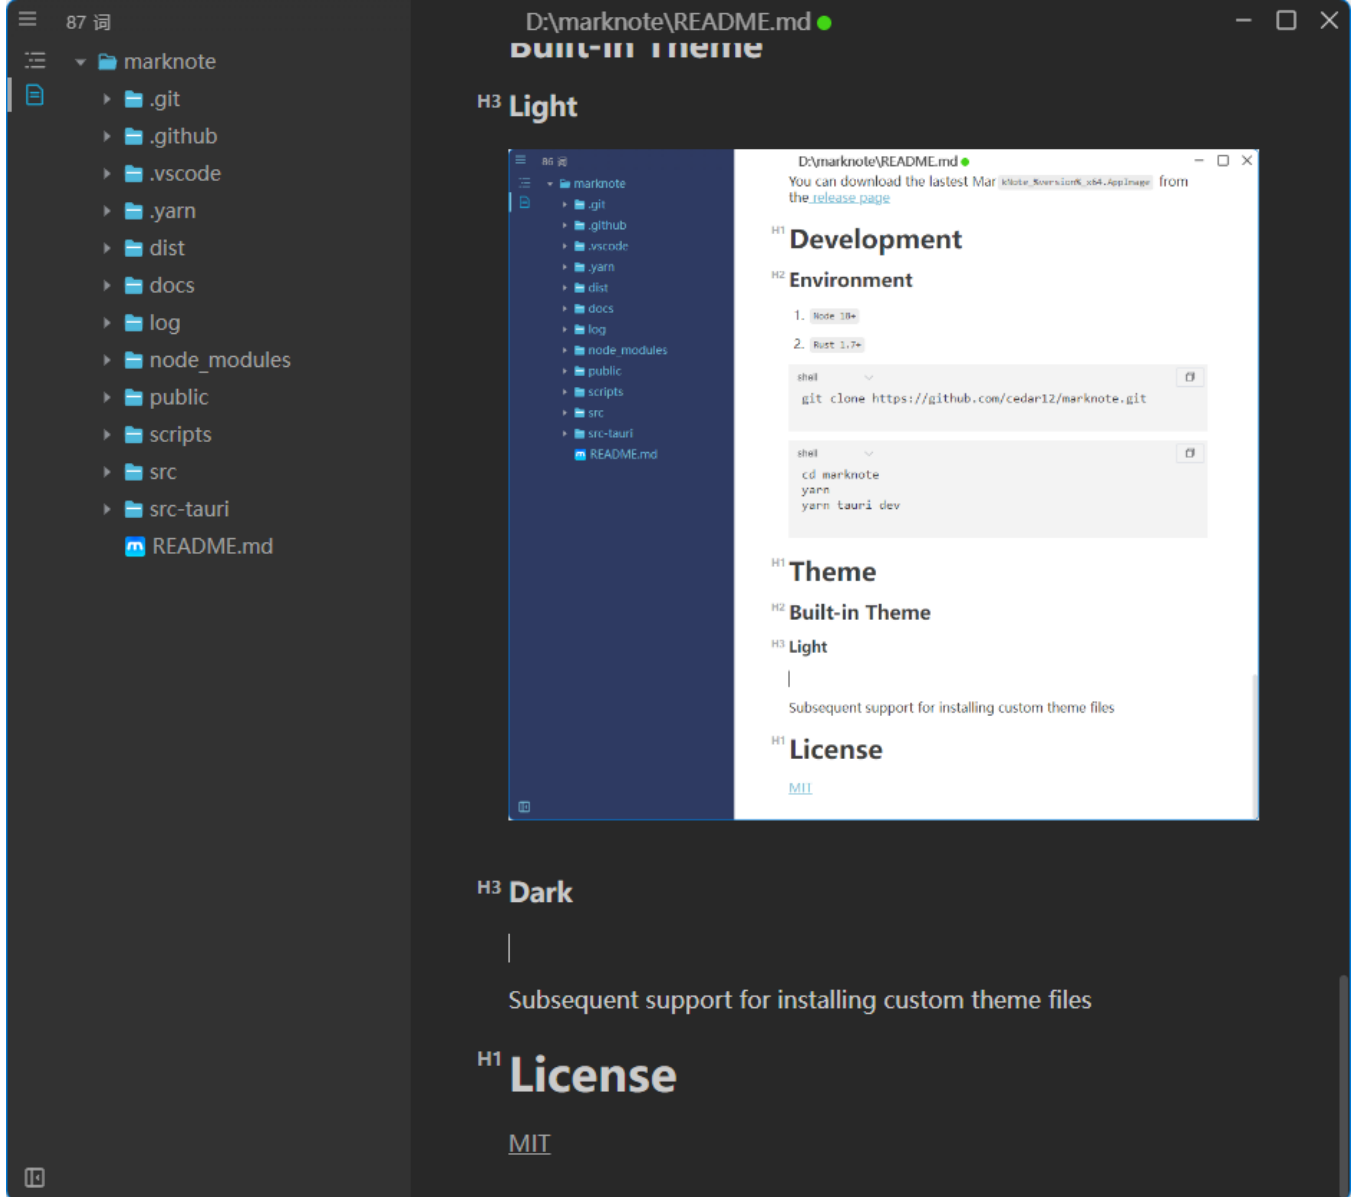 87 词
D:\marknote\README.md
marknote
.git
.github
.vscode
.yarn
dist
docs
log
node_modules
public
scripts
src
src-tauri
README.md
Built-in Theme
H3 Light
86 词
D:\marknote\README.md
marknote
.git
.github
.vscode
.yarn
dist
docs
log
node_modules
public
scripts
src
src-tauri
README.md
You can download the lastest Mar kNote_%version%_x64.AppImage from
the release page
H1 Development
H2 Environment
1. Node 18+
2. Rust 1.7+
shell
git clone https://github.com/cedar12/marknote.git
shell
cd marknote
yarn
yarn tauri dev
H1 Theme
H2 Built-in Theme
H3 Light
Subsequent support for installing custom theme files
H1 License
MIT
H3 Dark
Subsequent support for installing custom theme files
H1 License
MIT